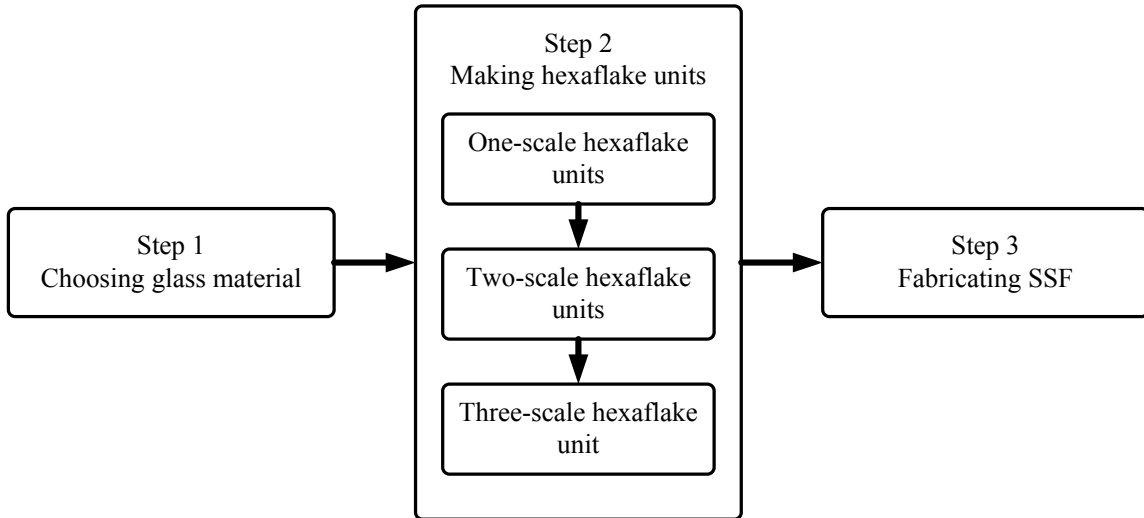 Step 1
Choosing glass material
Step 2
Making hexaflake units
One-scale hexaflake
units
Two-scale hexaflake
units
Three-scale hexaflake
unit
Step 3
Fabricating SSF